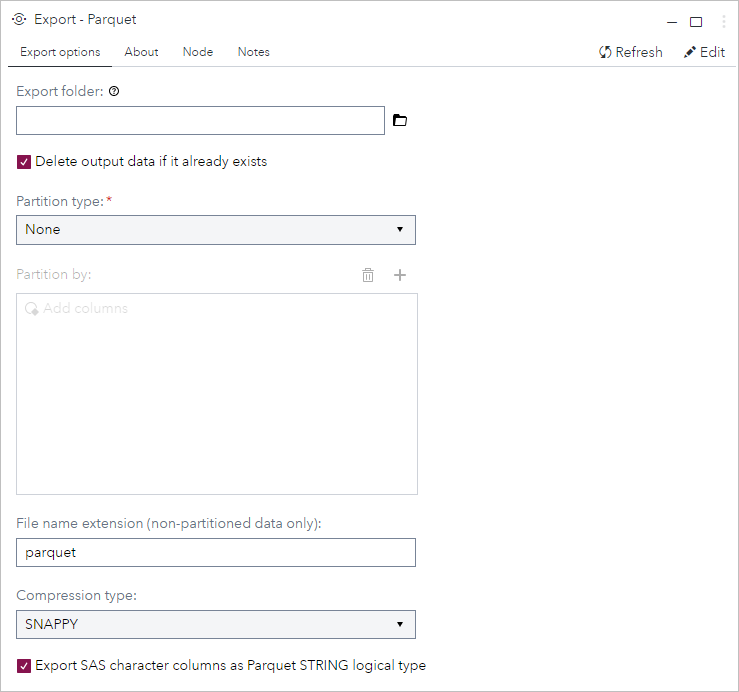 Export - Parquet
Export options About Node Notes Refresh Edit
Export folder:
Delete output data if it already exists
Partition type: *
None
Partition by:
Add columns
File name extension (non-partitioned data only):
parquet
Compression type:
SNAPPY
Export SAS character columns as Parquet STRING logical type